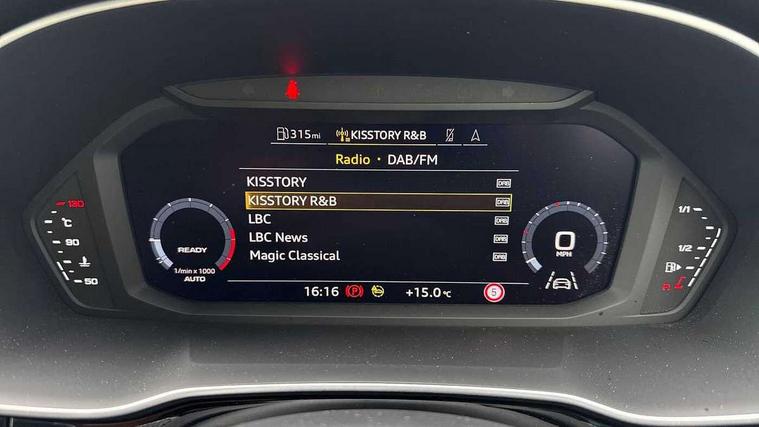 315mi KISSTORY R&B
Radio • DAB/FM
KISSTORY DAB
KISSTORY R&B DAB
LBC DAB
LBC News DAB
Magic Classical DAB
130
°C
90
50
READY
1/min x 1000
AUTO
0
MPH
1/1
1/2
R
16:16 P +15.0°C 5